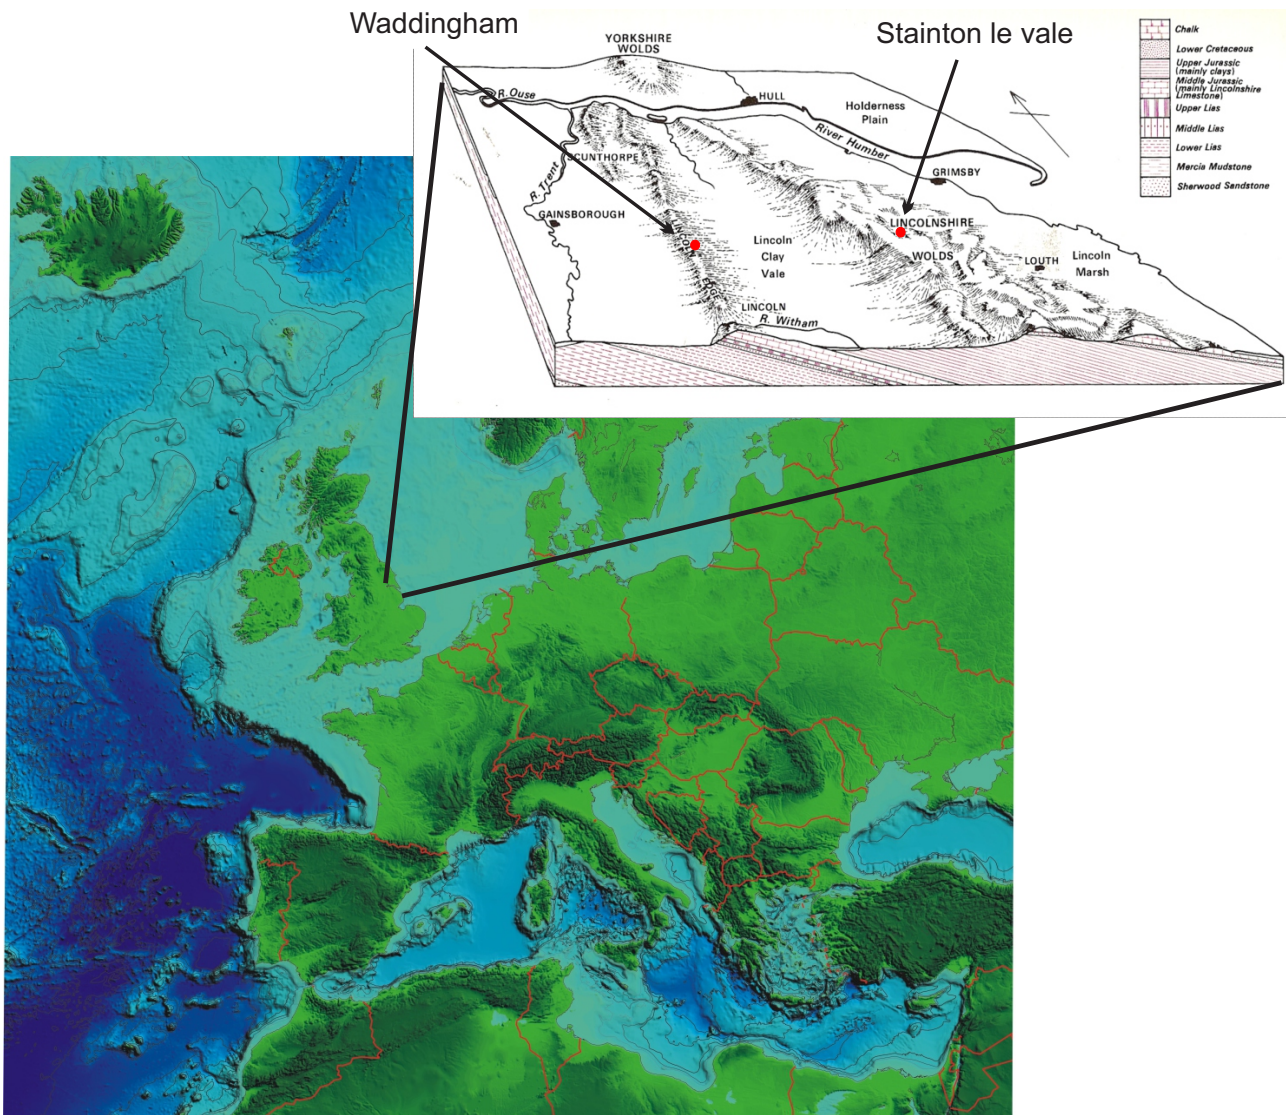 Waddingham
Stainton le vale
YORKSHIRE
WOLDS
R. Ouse
HULL
Holderness
Plain
River Humber
SCUNTHORPE
R. Trent
GRIMSBY
GAINSBOROUGH
LINCOLN EDGE
LINCOLNSHIRE
WOLDS
Lincoln
Clay
Vale
LOUTH
Lincoln
Marsh
LINCOLN
R. Witham
Chalk
Lower Cretaceous
Upper Jurassic
(mainly clays)
Middle Jurassic
(mainly Lincolnshire
Limestone)
Upper Lias
Middle Lias
Lower Lias
Mercia Mudstone
Sherwood Sandstone